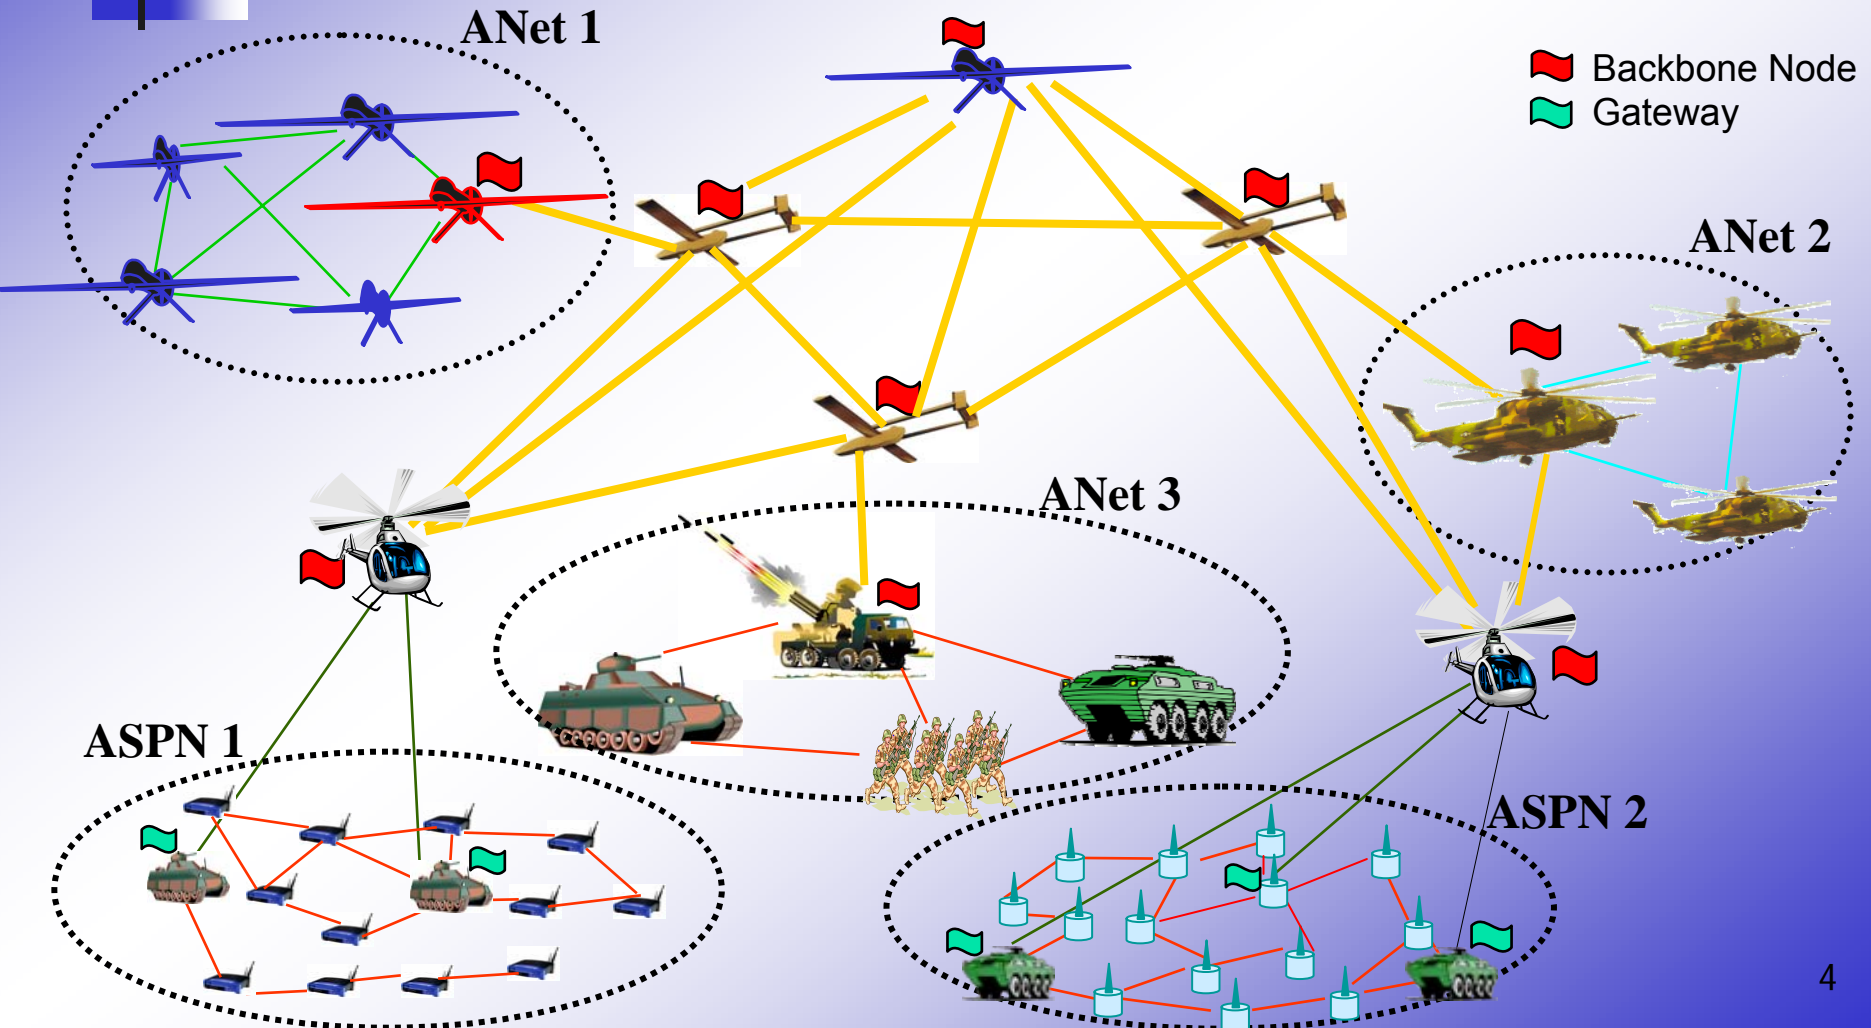 ANet 1
Backbone Node
Gateway
ANet 2
ANet 3
ASPN 1
ASPN 2
4